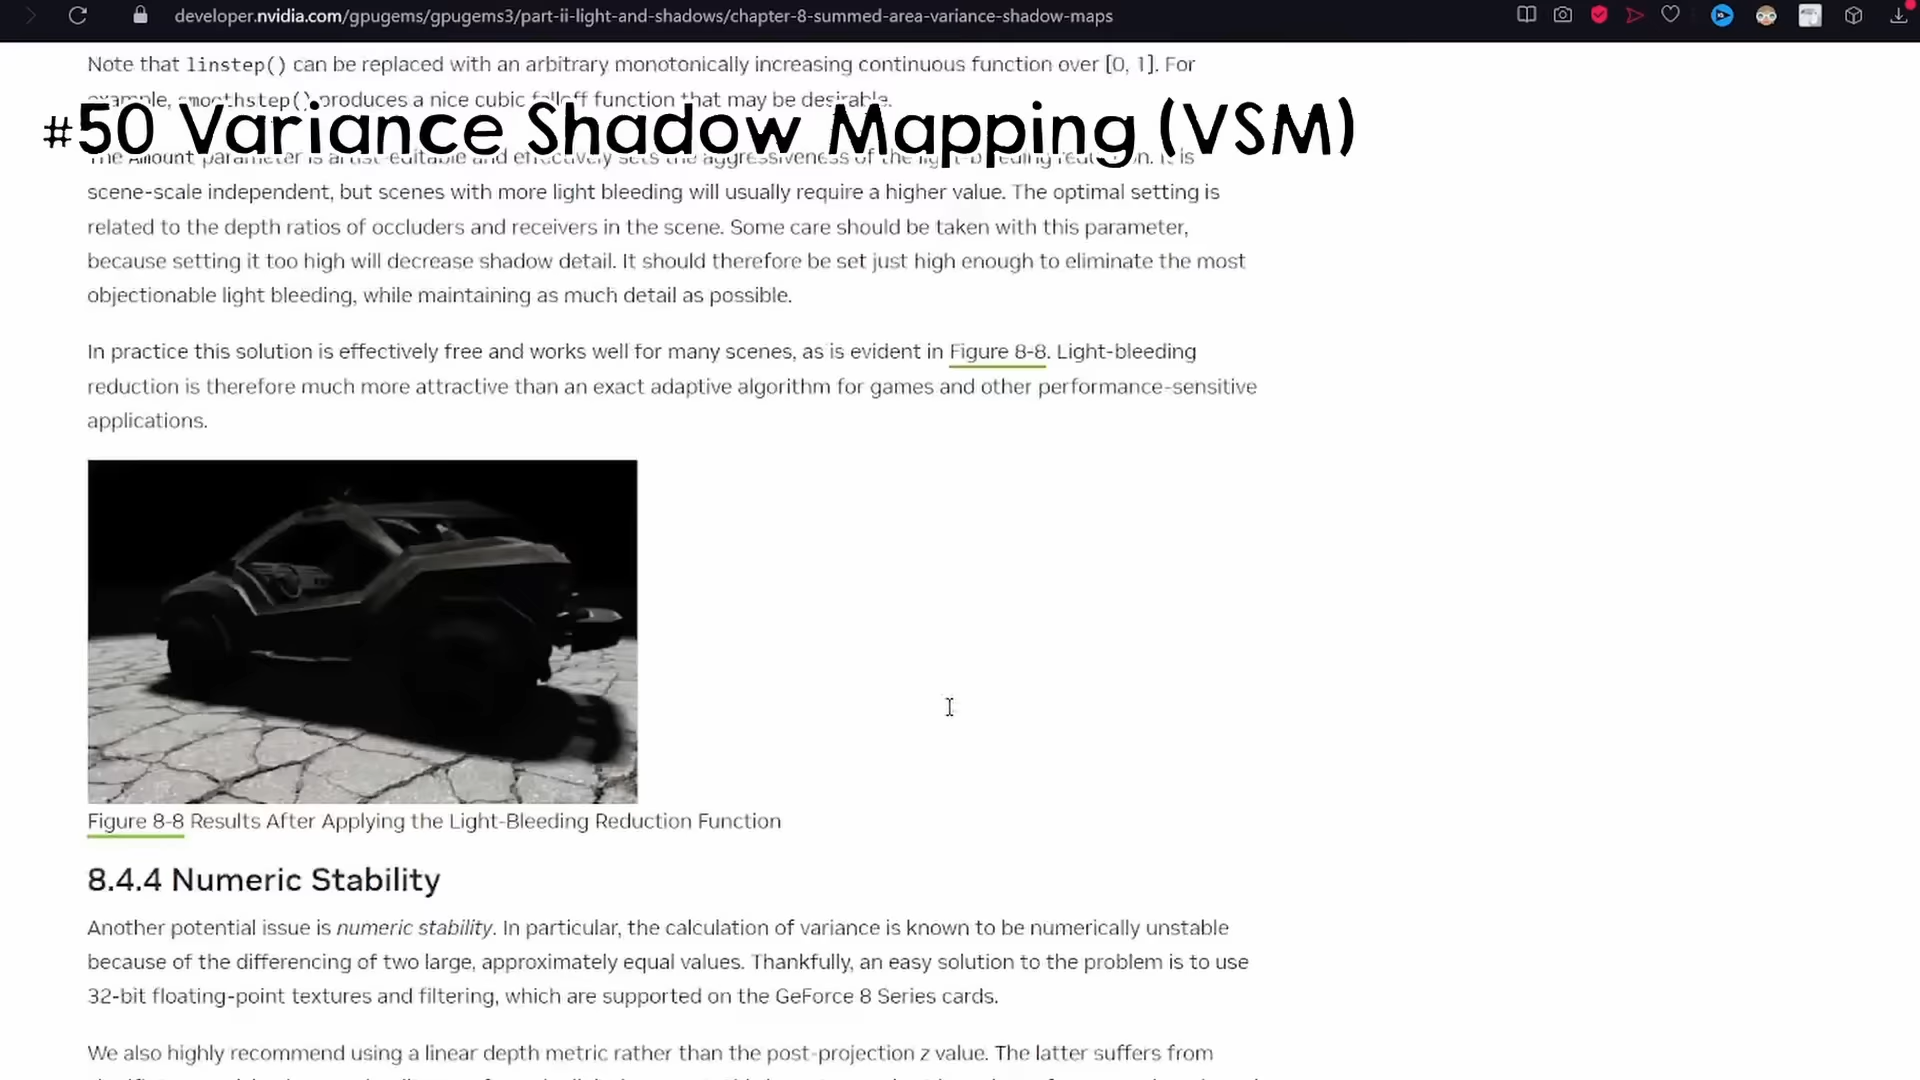 developer.nvidia.com/gpugems/gpugems3/part-ii-light-and-shadows/chapter-8-summed-area-variance-shadow-maps
Note that linstep() can be replaced with an arbitrary monotonically increasing continuous function over [0, 1]. For
example, smoothstep() produces a nice cubic falloff function that may be desirable.
#50 Variance Shadow Mapping (VSM)
The Amount parameter is artist-editable and effectively sets the aggressiveness of the light-bleeding reduction. It is
scene-scale independent, but scenes with more light bleeding will usually require a higher value. The optimal setting is
related to the depth ratios of occluders and receivers in the scene. Some care should be taken with this parameter,
because setting it too high will decrease shadow detail. It should therefore be set just high enough to eliminate the most
objectionable light bleeding, while maintaining as much detail as possible.
In practice this solution is effectively free and works well for many scenes, as is evident in Figure 8-8. Light-bleeding
reduction is therefore much more attractive than an exact adaptive algorithm for games and other performance-sensitive
applications.
Figure 8-8 Results After Applying the Light-Bleeding Reduction Function
8.4.4 Numeric Stability
Another potential issue is numeric stability. In particular, the calculation of variance is known to be numerically unstable
because of the differencing of two large, approximately equal values. Thankfully, an easy solution to the problem is to use
32-bit floating-point textures and filtering, which are supported on the GeForce 8 Series cards.
We also highly recommend using a linear depth metric rather than the post-projection z value. The latter suffers from